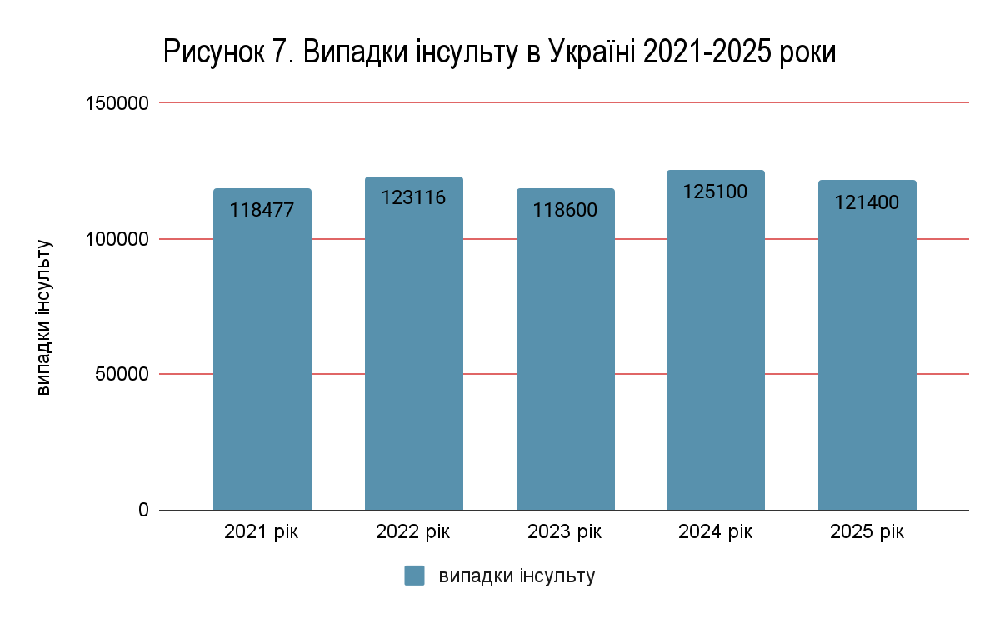 Рисунок 7. Випадки інсульту в Україні 2021-2025 роки
150000
100000
50000
0
випадки інсульту
118477
123116
118600
125100
121400
2021 рік
2022 рік
2023 рік
2024 рік
2025 рік
випадки інсульту